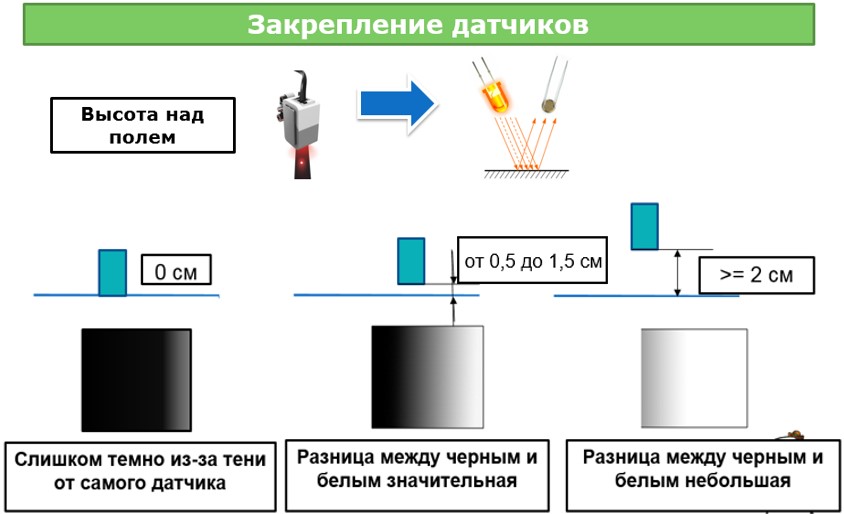 Закрепление датчиков
Высота над
полем
0 см
от 0,5 до 1,5 см
>= 2 см
Слишком темно из-за тени
от самого датчика
Разница между черным и
белым значительная
Разница между черным и
белым небольшая